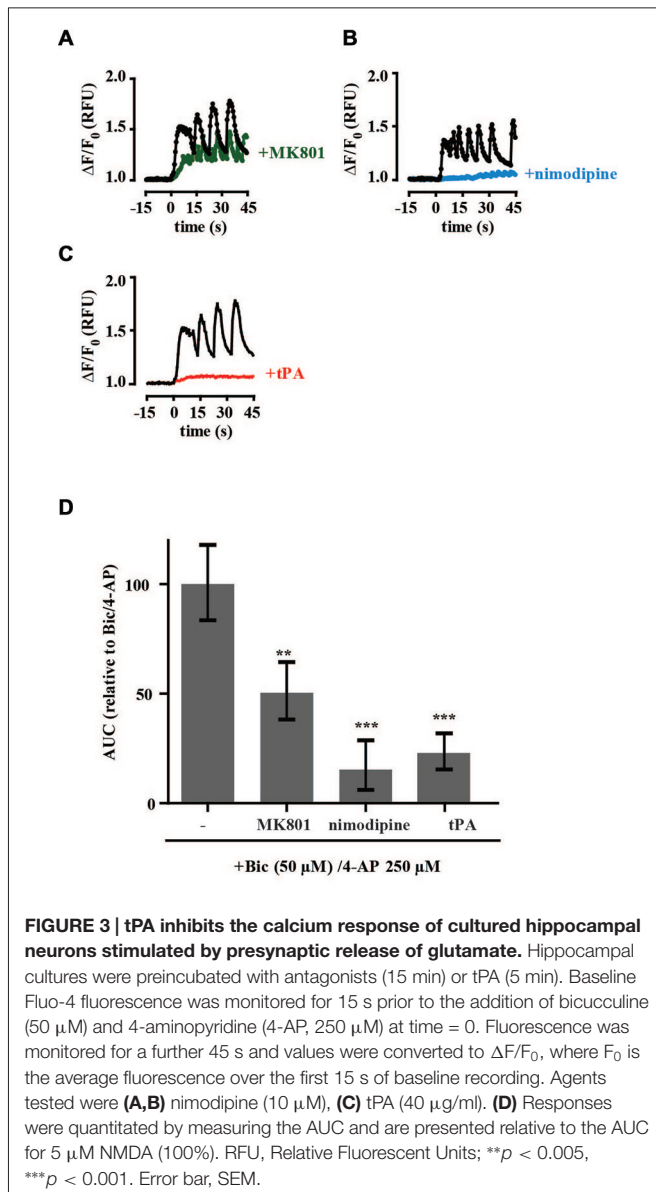 A
B
2.0
1.5
1.0
ΔF/F0 (RFU)
-15 0 15 30 45
time (s)
+MK801
2.0
1.5
1.0
ΔF/F0 (RFU)
-15 0 15 30 45
time (s)
+nimodipine
C
2.0
1.5
1.0
ΔF/F0 (RFU)
-15 0 15 30 45
time (s)
+tPA
D
AUC (relative to Bic/4-AP)
100
50
0
**
***
***
- MK801 nimodipine tPA
+Bic (50 µM) /4-AP 250 µM
FIGURE 3 | tPA inhibits the calcium response of cultured hippocampal
neurons stimulated by presynaptic release of glutamate. Hippocampal
cultures were preincubated with antagonists (15 min) or tPA (5 min). Baseline
Fluo-4 fluorescence was monitored for 15 s prior to the addition of bicucculine
(50 µM) and 4-aminopyridine (4-AP, 250 µM) at time = 0. Fluorescence was
monitored for a further 45 s and values were converted to ΔF/F0, where F0 is
the average fluorescence over the first 15 s of baseline recording. Agents
tested were (A,B) nimodipine (10 µM), (C) tPA (40 µg/ml). (D) Responses
were quantitated by measuring the AUC and are presented relative to the AUC
for 5 µM NMDA (100%). RFU, Relative Fluorescent Units; **p < 0.005,
***p < 0.001. Error bar, SEM.